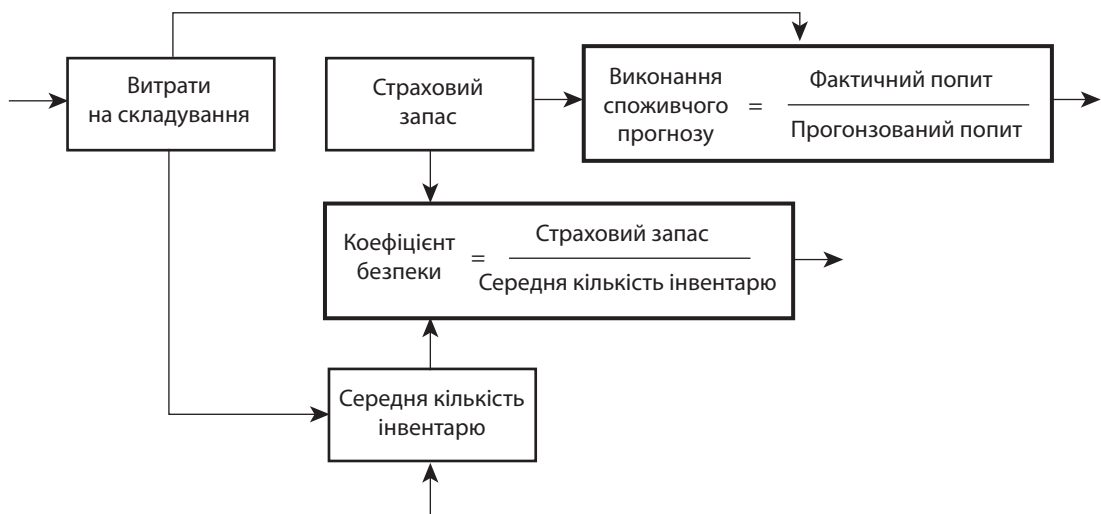 Витрати
на складування
Страховий
запас
Виконання
споживчого
прогнозу
=
Фактичний попит
Прогонзований попит
Коефіцієнт
безпеки
=
Страховий запас
Середня кількість інвентарю
Середня кількість
інвентарю